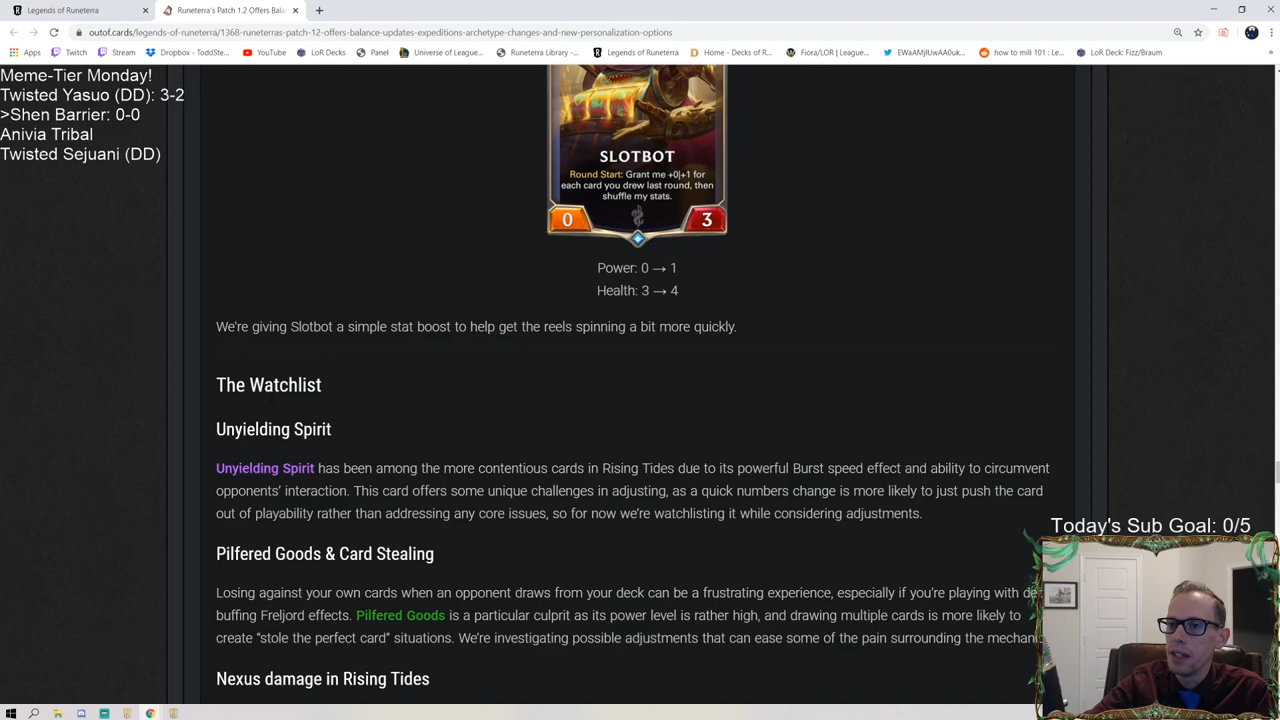 Legends of Runeterra
Runeterra's Patch 1.2 Offers Bala
outof.cards/legends-of-runeterra/1368-runeterras-patch-12-offers-balance-updates-expeditions-archetype-changes-and-new-personalization-options
Apps Twitch Stream Dropbox - ToddSte... YouTube LoR Decks Panel Universe of League... Runeterra Library -... Legends of Runeterra Home - Decks of R... Fiora/LOR | League... EWaAMjIUwAA0uk... how to mill 101 : Le... LoR Deck: Fizz/Braum
Meme-Tier Monday!
Twisted Yasuo (DD): 3-2
>Shen Barrier: 0-0
Anivia Tribal
Twisted Sejuani (DD)
SLOTBOT
Round Start: Grant me +0|+1 for
each card you drew last round, then
shuffle my stats.
0 3
Power: 0 → 1
Health: 3 → 4
We're giving Slotbot a simple stat boost to help get the reels spinning a bit more quickly.
The Watchlist
Unyielding Spirit
Unyielding Spirit has been among the more contentious cards in Rising Tides due to its powerful Burst speed effect and ability to circumvent
opponents' interaction. This card offers some unique challenges in adjusting, as a quick numbers change is more likely to just push the card
out of playability rather than addressing any core issues, so for now we're watchlisting it while considering adjustments.
Today's Sub Goal: 0/5
Pilfered Goods & Card Stealing
Losing against your own cards when an opponent draws from your deck can be a frustrating experience, especially if you're playing with de
buffing Freljord effects. Pilfered Goods is a particular culprit as its power level is rather high, and drawing multiple cards is more likely to
create “stole the perfect card” situations. We're investigating possible adjustments that can ease some of the pain surrounding the mechan
Nexus damage in Rising Tides